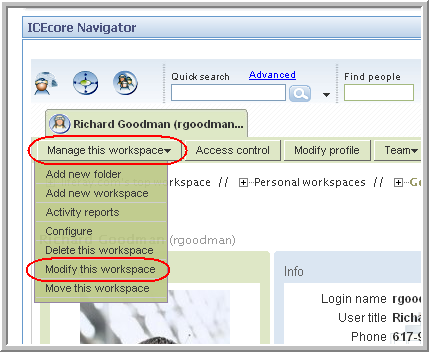 ICEcore Navigator
Quick search Advanced Find people
Richard Goodman (rgoodman...
Manage this workspace Access control Modify profile Team
Add new folder
kspace // Personal workspaces //
Add new workspace
Activity reports
Configure
(rgoodman)
Delete this workspace
Modify this workspace
Move this workspace
Info
Login name rgoo
User title Richa
Phone 617-9